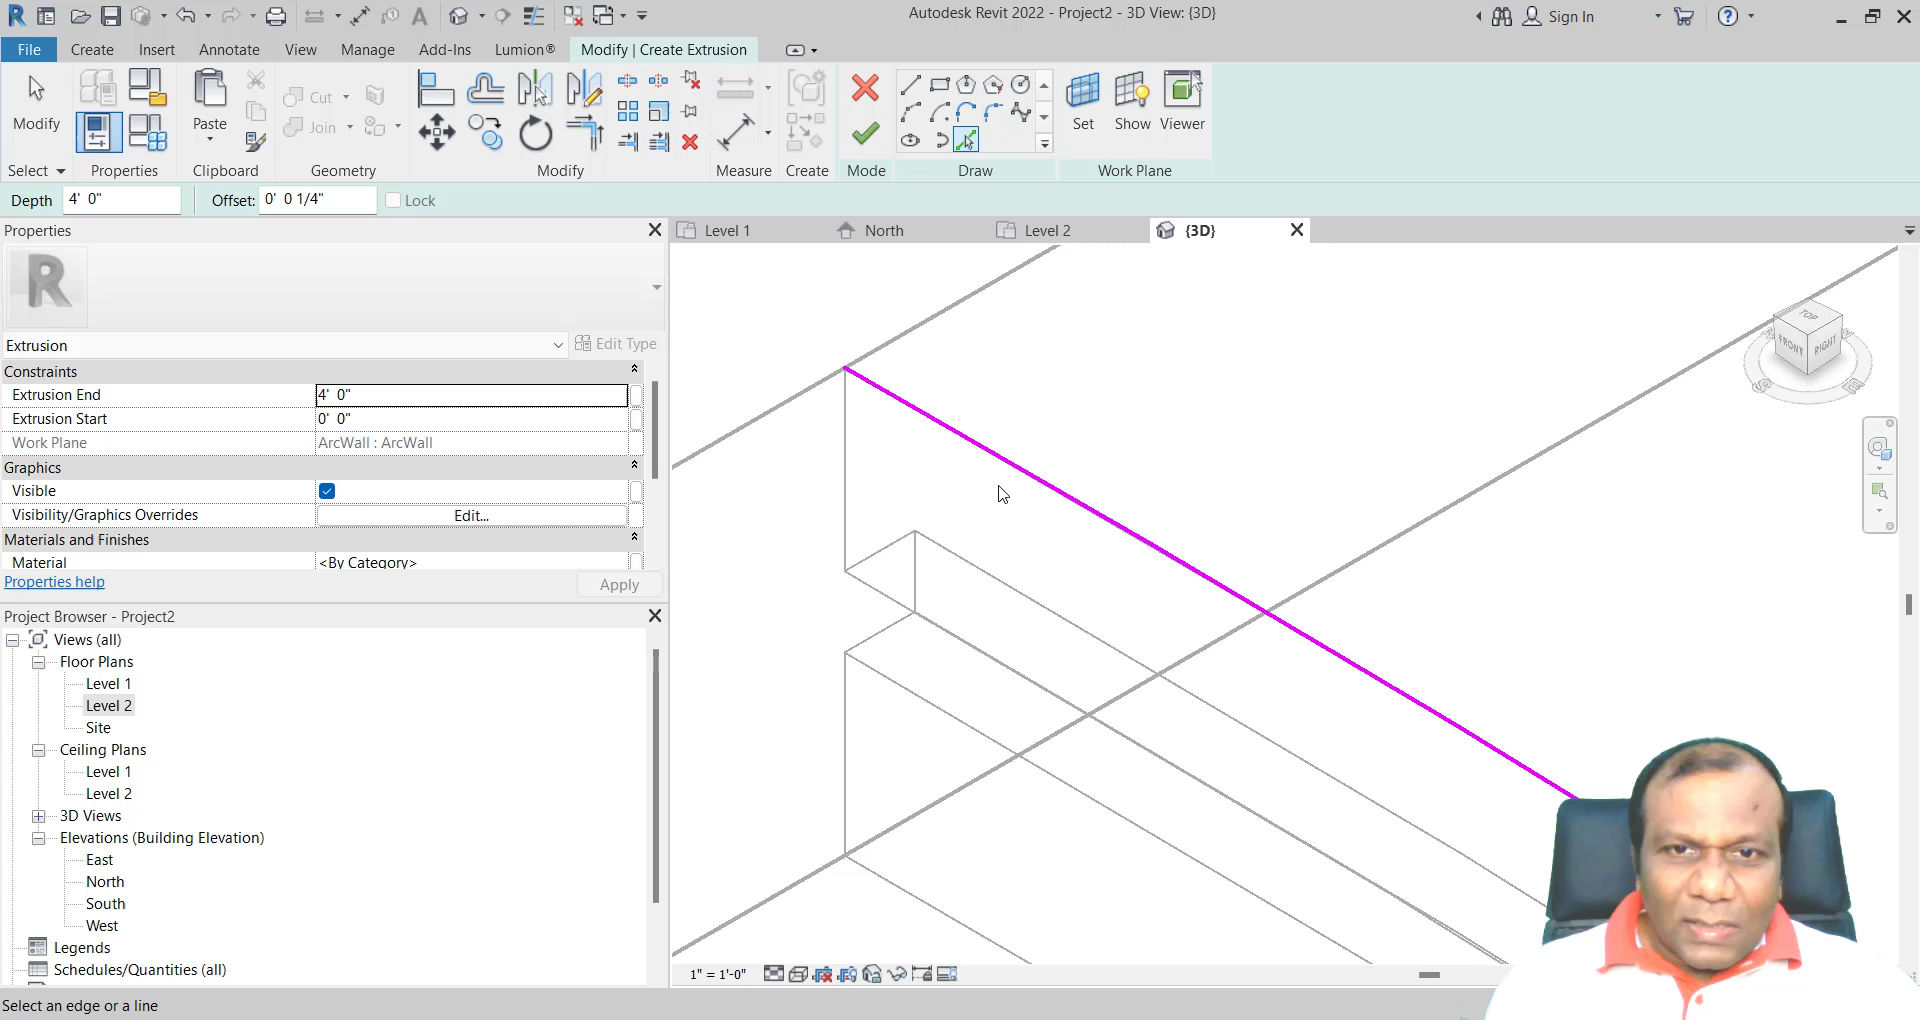 Autodesk Revit 2022 - Project2 - 3D View: {3D}
Sign In
File Create Insert Annotate View Manage Add-Ins Lumion® Modify | Create Extrusion
Modify
Paste
Cut
Join
Set Show Viewer
Select Properties Clipboard Geometry Modify Measure Create Mode Draw Work Plane
Depth 4' 0" Offset: 0' 0 1/4" Lock
Properties
Level 1 North Level 2 {3D}
R
Extrusion
Edit Type
Constraints
Extrusion End 4' 0"
Extrusion Start 0' 0"
Work Plane ArcWall : ArcWall
Graphics
Visible
Visibility/Graphics Overrides Edit...
Materials and Finishes
Material <By Category>
Properties help Apply
Project Browser - Project2
Views (all)
Floor Plans
Level 1
Level 2
Site
Ceiling Plans
Level 1
Level 2
3D Views
Elevations (Building Elevation)
East
North
South
West
Legends
Schedules/Quantities (all)
TOP
FRONT RIGHT
S E
1" = 1'-0"
Select an edge or a line